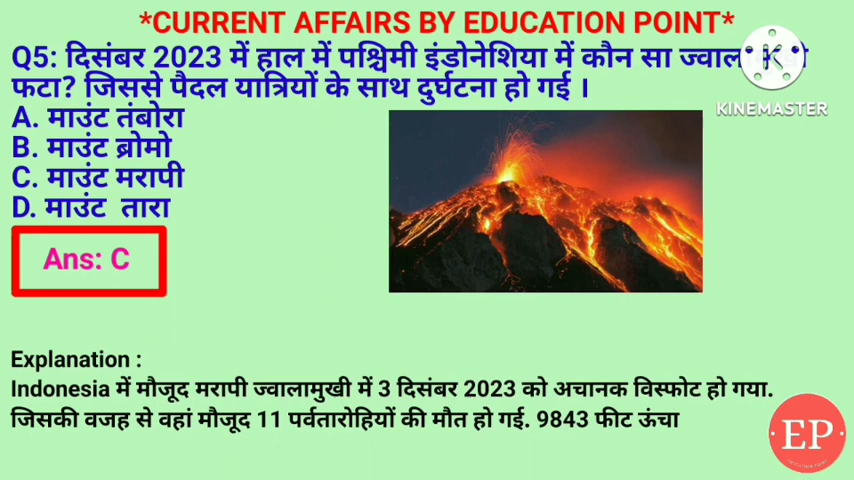 *CURRENT AFFAIRS BY EDUCATION POINT*
Q5: दिसंबर 2023 में हाल में पश्चिमी इंडोनेशिया में कौन सा
फटा? जिससे पैदल यात्रियों के साथ दुर्घटना हो गई ।
A. माउंट तंबोरा
B. माउंट ब्रोमो
C. माउंट मरापी
D. माउंट तारा
Ans: C
K
KINEMASTER
Explanation :
Indonesia में मौजूद मरापी ज्वालामुखी में 3 दिसंबर 2023 को अचानक विस्फोट हो गया.
जिसकी वजह से वहां मौजूद 11 पर्वतारोहियों की मौत हो गई. 9843 फीट ऊंचा
EP